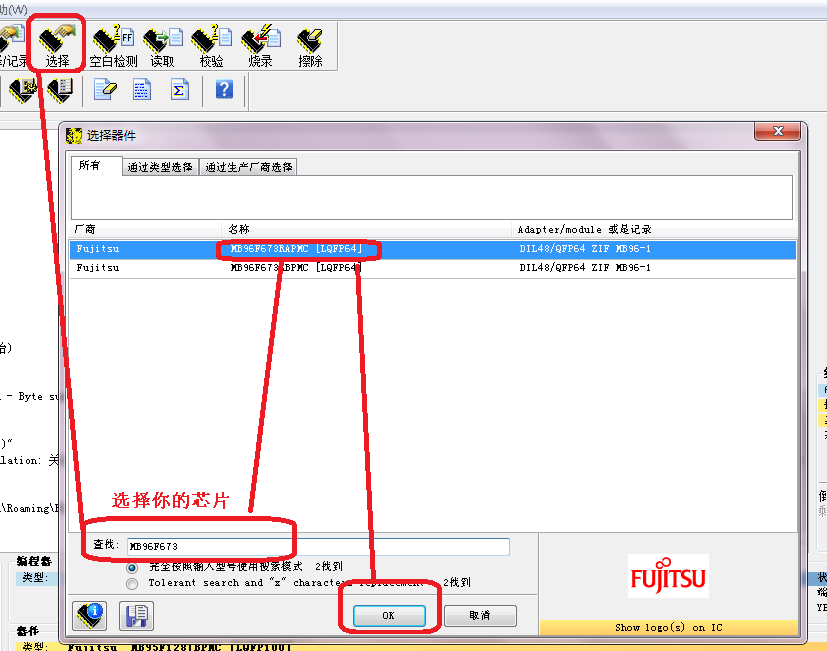 助(W)
择/记录 选择 空白检测 读取 校验 烧录 擦除
选择器件
所有 通过类型选择 通过生产厂商选择
厂商 名称 Adapter/module 或是记录
Fujitsu MB96F673RAPMC [LQFP64] DIL48/QFP64 ZIF MB96-1
Fujitsu MB96F673RBPMC [LQFP64] DIL48/QFP64 ZIF MB96-1
台)
- Byte su
)"
lation: 关
\Roaming\
选择你的芯片
查找: MB96F673
完全按照输入型号使用搜索模式 2找到
Tolerant search and "x" character replacement 2找到
编程器
类型:
OK 取消
FUJITSU
Show logo(s) on IC
器件
类型: Fujitsu MB95F128TBPMC [LQFP100]